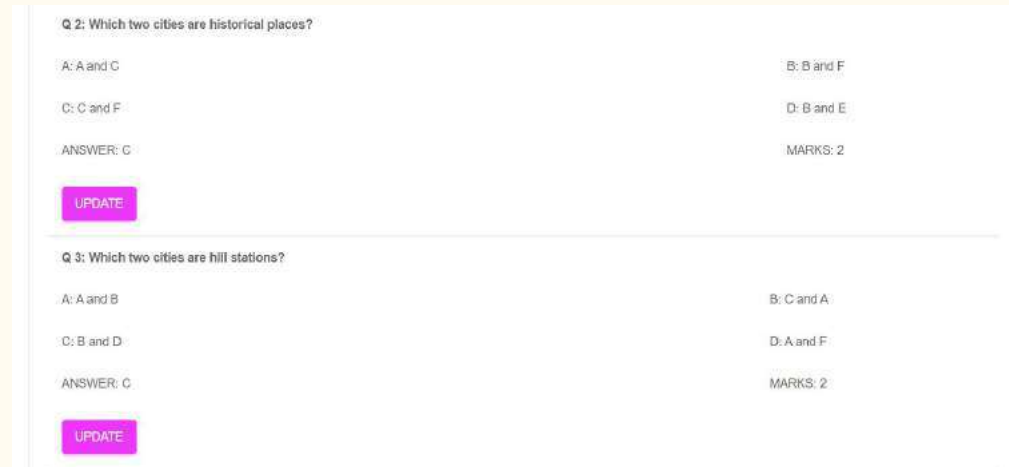 Q 2: Which two cities are historical places?
A: A and C B: B and F
C: C and F D: B and E
ANSWER: C MARKS: 2
UPDATE
Q 3: Which two cities are hill stations?
A: A and B B: C and A
C: B and D D: A and F
ANSWER: C MARKS: 2
UPDATE